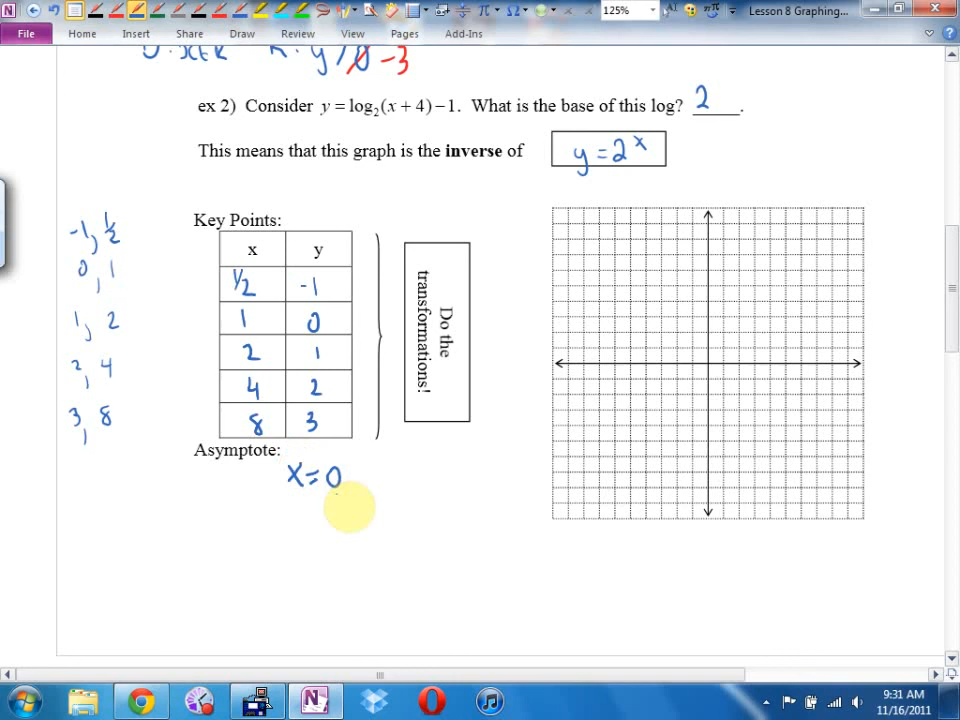 125%
Lesson 8 Graphing...
File Home Insert Share Draw Review View Pages Add-Ins
D: x∈R R: y > 0 -3
ex 2) Consider y = log₂(x + 4) − 1. What is the base of this log? 2.
This means that this graph is the inverse of y = 2ˣ
Key Points:
x y
1/2 -1
1 0
2 1
4 2
8 3
-1, 1/2
0, 1
1, 2
2, 4
3, 8
Do the
transformations!
Asymptote:
x = 0
9:31 AM
11/16/2011